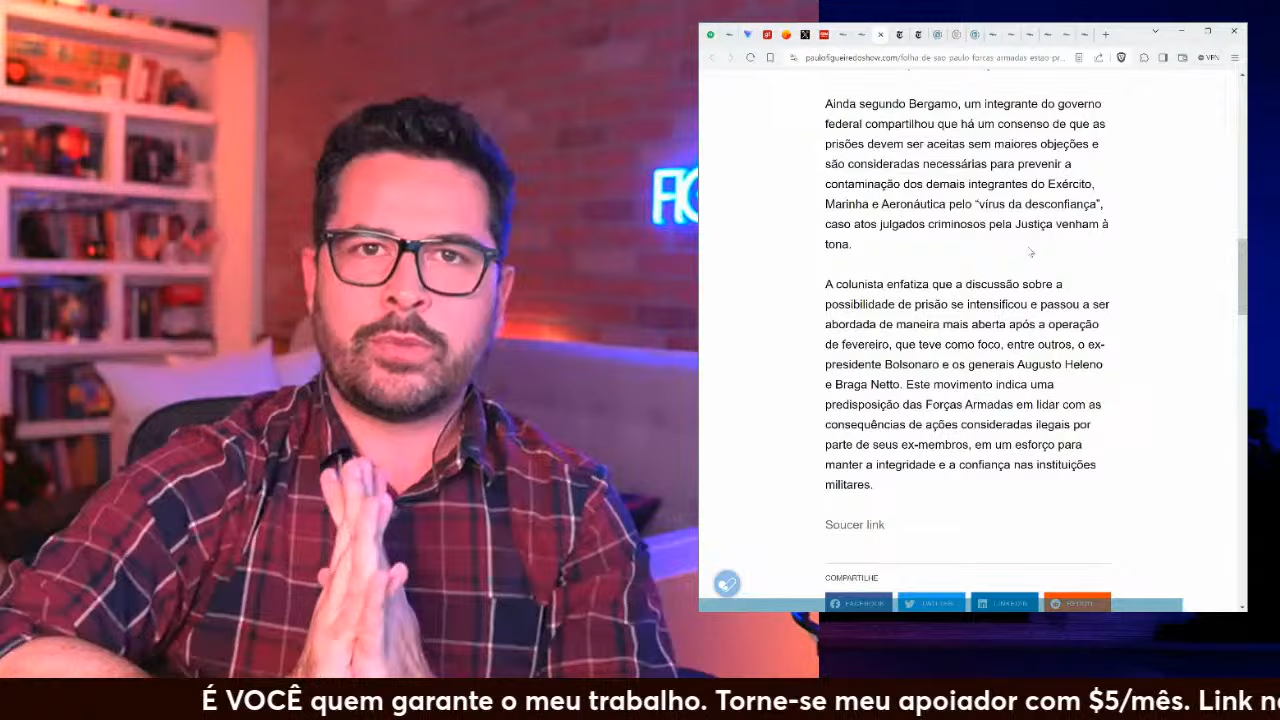 FIG
paulofigueiredoshow.com/folha-de-sao-paulo-forcas-armadas-estao-pr...
VPN
Ainda segundo Bergamo, um integrante do governo
federal compartilhou que há um consenso de que as
prisões devem ser aceitas sem maiores objeções e
são consideradas necessárias para prevenir a
contaminação dos demais integrantes do Exército,
Marinha e Aeronáutica pelo “vírus da desconfiança”,
caso atos julgados criminosos pela Justiça venham à
tona.
A colunista enfatiza que a discussão sobre a
possibilidade de prisão se intensificou e passou a ser
abordada de maneira mais aberta após a operação
de fevereiro, que teve como foco, entre outros, o ex-
presidente Bolsonaro e os generais Augusto Heleno
e Braga Netto. Este movimento indica uma
predisposição das Forças Armadas em lidar com as
consequências de ações consideradas ilegais por
parte de seus ex-membros, em um esforço para
manter a integridade e a confiança nas instituições
militares.
Soucer link
COMPARTILHE
FACEBOOK TWITTER LINKEDIN REDDIT
É VOCÊ quem garante o meu trabalho. Torne-se meu apoiador com $5/mês. Link n